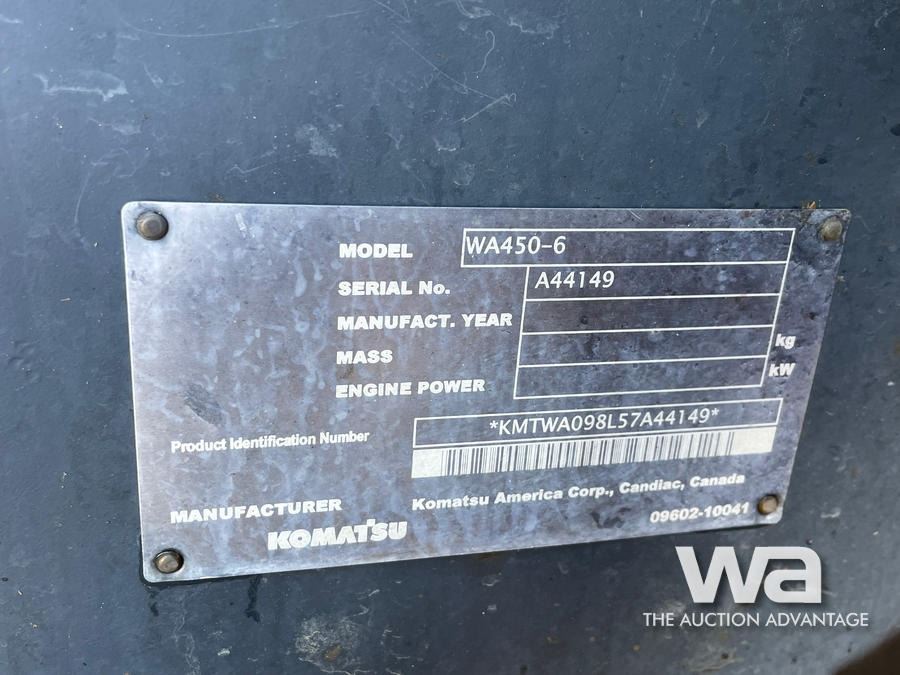 MODEL WA450-6
SERIAL No. A44149
MANUFACT. YEAR
MASS kg
ENGINE POWER kW
Product Identification Number *KMTWA098L57A44149*
MANUFACTURER Komatsu America Corp., Candiac, Canada
KOMATSU 09602-10041
wa
THE AUCTION ADVANTAGE